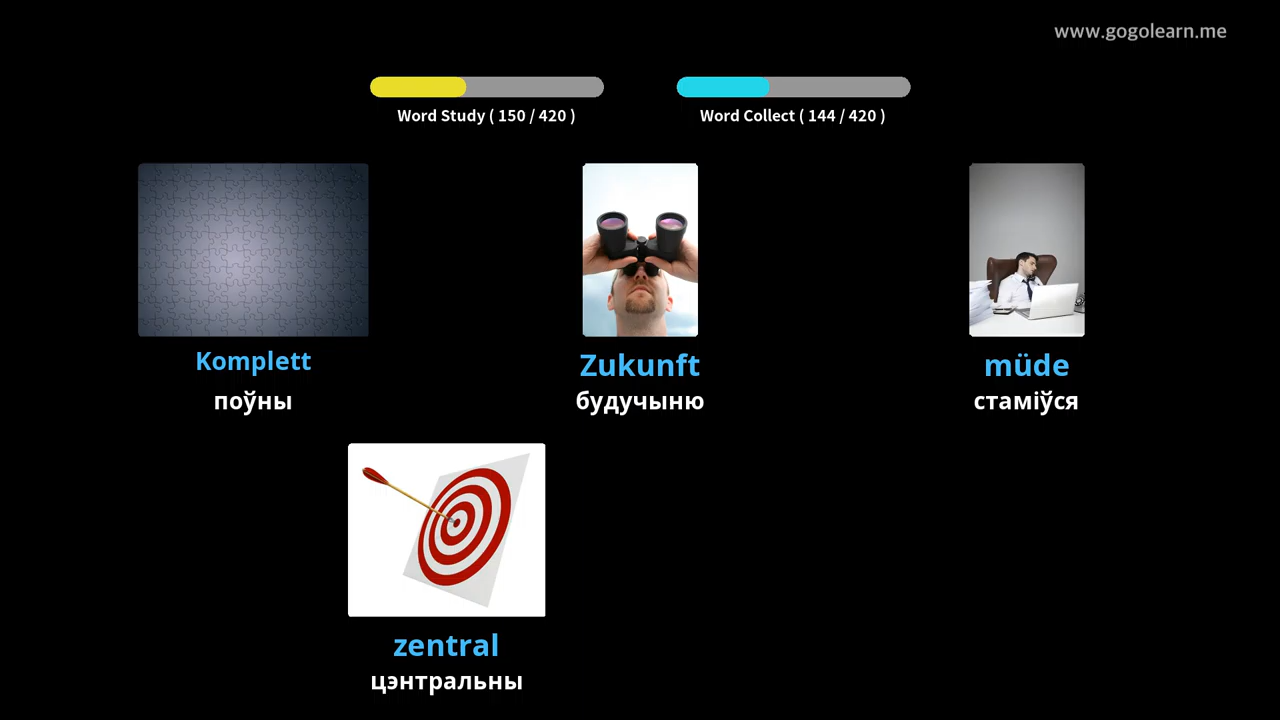 www.gogolearn.me
Word Study ( 150 / 420 )
Word Collect ( 144 / 420 )
Komplett
поўны
Zukunft
будучыню
müde
стаміўся
zentral
цэнтральны